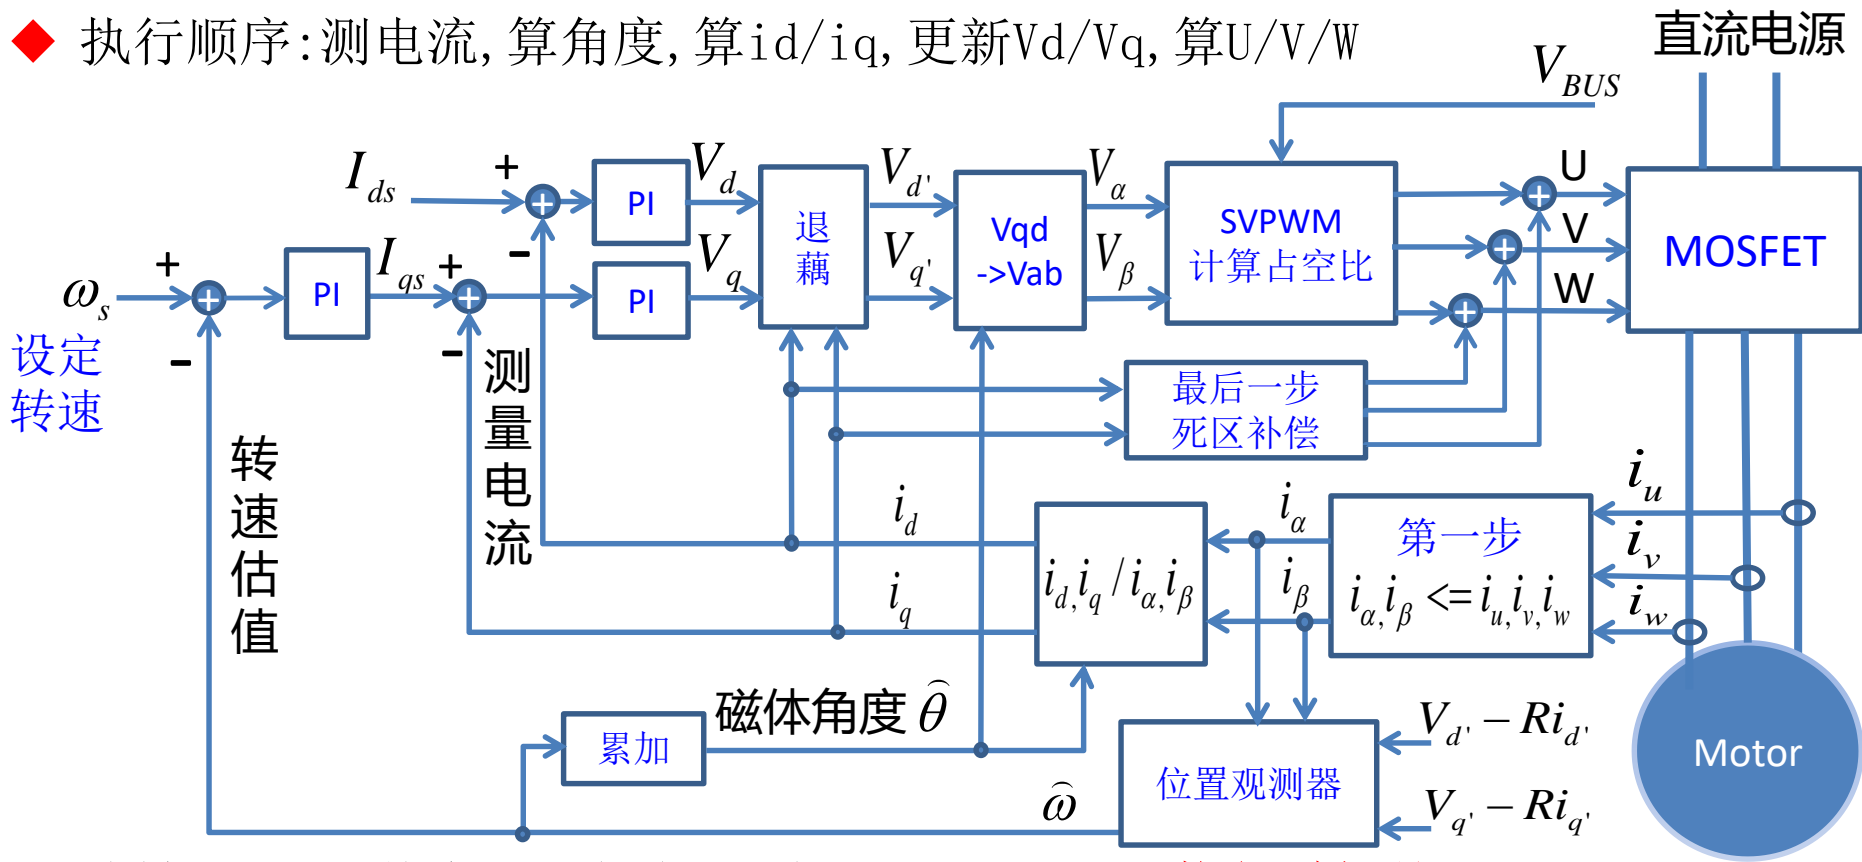 执行顺序:测电流,算角度,算id/iq,更新Vd/Vq,算U/V/W
直流电源
V_BUS
I_ds
+
-
PI
V_d
退藕
V_d'
Vqd
->Vab
V_α
SVPWM
计算占空比
U
V
W
MOSFET
ω_s
设定
转速
+
-
PI
I_qs
+
-
PI
V_q
V_q'
V_β
测量电流
最后一步
死区补偿
转速估值
i_d
i_q
i_d,i_q / i_α,i_β
i_α
i_β
第一步
i_α,i_β <= i_u,i_v,i_w
i_u
i_v
i_w
累加
磁体角度 θ̂
ω̂
位置观测器
V_d' − Ri_d'
V_q' − Ri_q'
Motor